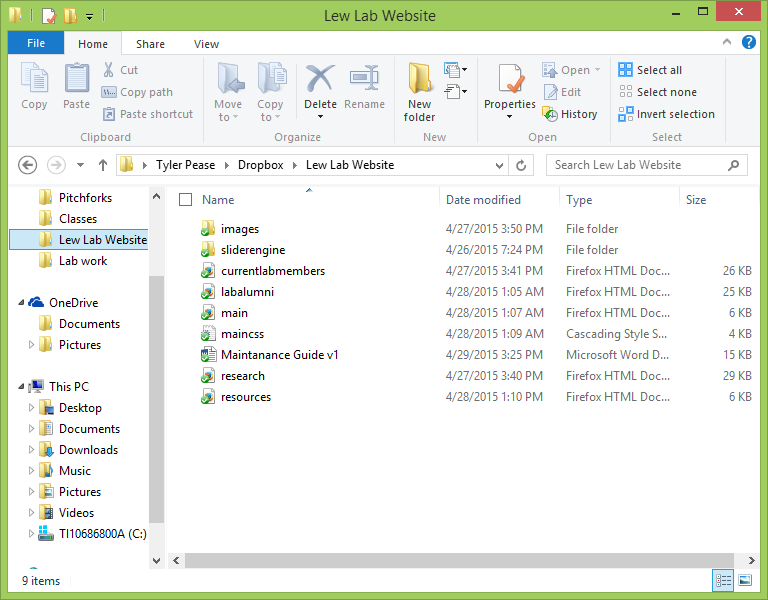 Lew Lab Website
File Home Share View
Copy Paste Cut Copy path Paste shortcut
Clipboard
Move to Copy to Delete Rename
Organize
New folder
New
Properties Open Edit History
Open
Select all Select none Invert selection
Select
Tyler Pease Dropbox Lew Lab Website Search Lew Lab Website
Pitchforks
Classes
Lew Lab Website
Lab work
OneDrive
Documents
Pictures
This PC
Desktop
Documents
Downloads
Music
Pictures
Videos
TI10686800A (C:)
Name Date modified Type Size
images 4/27/2015 3:50 PM File folder
sliderengine 4/26/2015 7:24 PM File folder
currentlabmembers 4/27/2015 3:41 PM Firefox HTML Doc... 26 KB
labalumni 4/28/2015 1:05 AM Firefox HTML Doc... 25 KB
main 4/28/2015 1:07 AM Firefox HTML Doc... 6 KB
maincss 4/28/2015 1:09 AM Cascading Style S... 4 KB
Maintanance Guide v1 4/29/2015 3:25 PM Microsoft Word D... 15 KB
research 4/27/2015 3:40 PM Firefox HTML Doc... 29 KB
resources 4/28/2015 1:10 PM Firefox HTML Doc... 6 KB
9 items